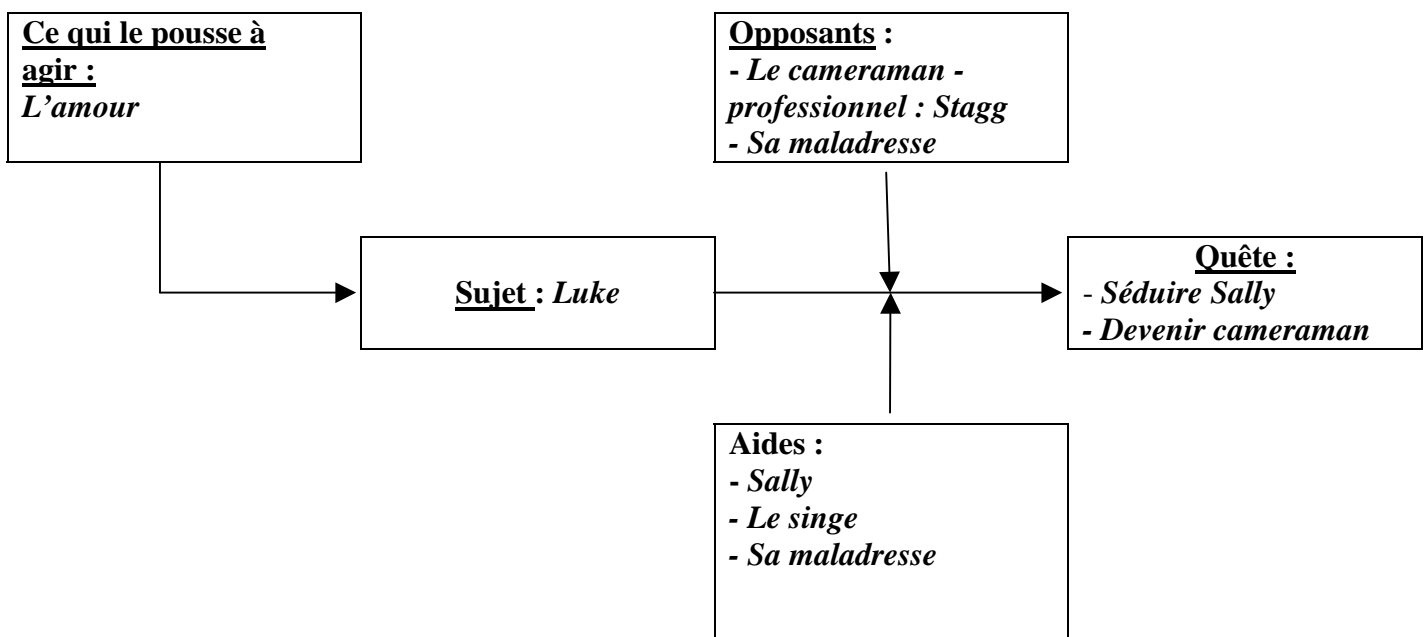 Ce qui le pousse à
agir :
L’amour
Opposants :
- Le cameraman -
professionnel : Stagg
- Sa maladresse
Sujet : Luke
Quête :
- Séduire Sally
- Devenir cameraman
Aides :
- Sally
- Le singe
- Sa maladresse